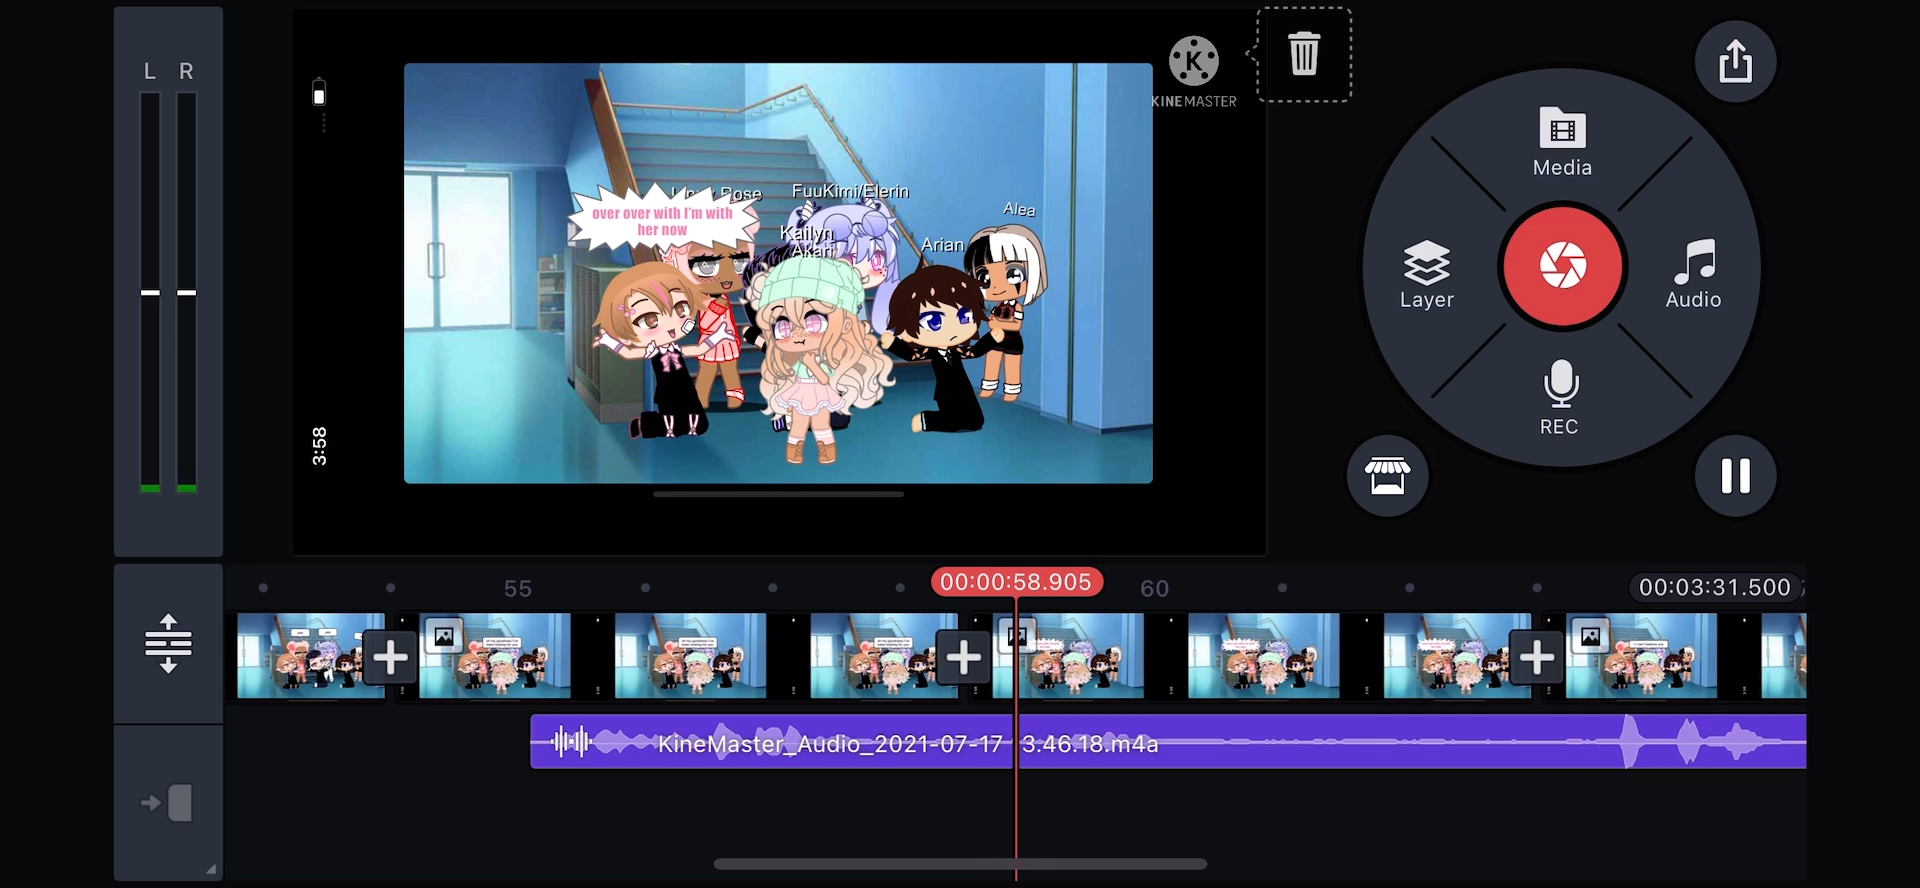 L R
3:58
KINEMASTER
Rose
FuuKimi/Elerin
over over with I'm with
her now
Kailyn
Akari
Arian
Alea
Media
Layer
Audio
REC
55
00:00:58.905
60
00:03:31.500
KineMaster_Audio_2021-07-17
3.46.18.m4a